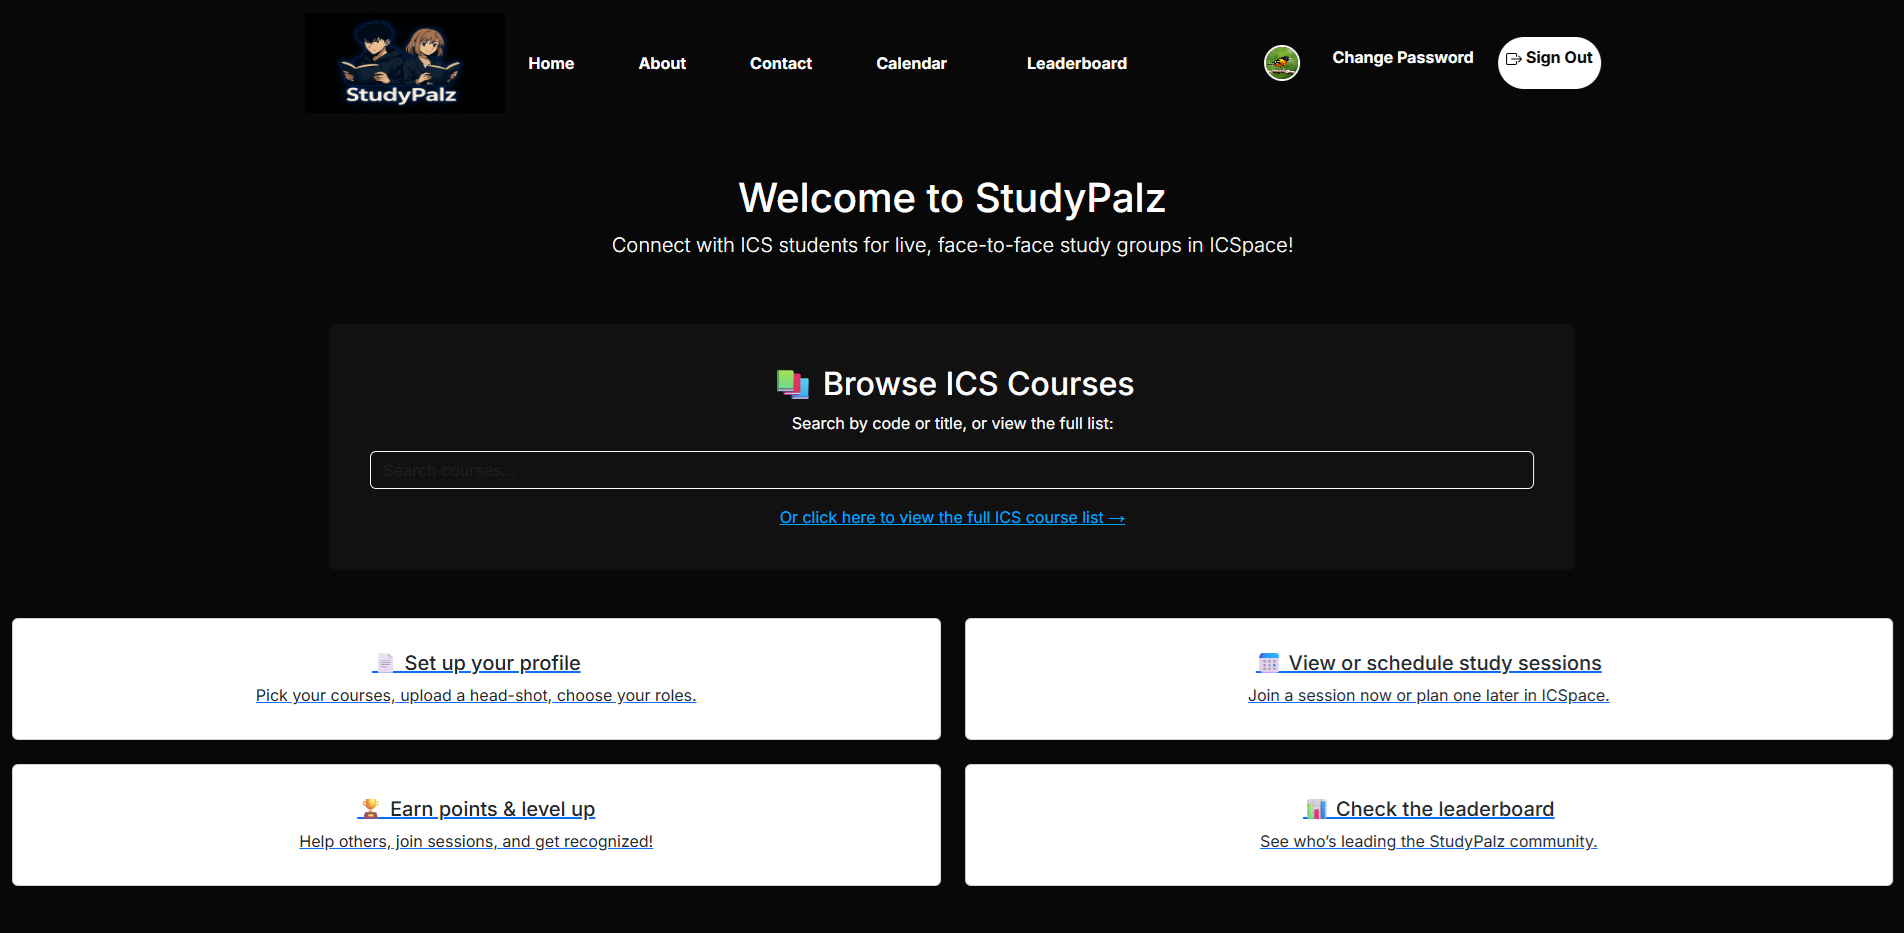 StudyPalz
Home
About
Contact
Calendar
Leaderboard
Change Password
Sign Out
Welcome to StudyPalz
Connect with ICS students for live, face-to-face study groups in ICSpace!
📚 Browse ICS Courses
Search by code or title, or view the full list:
Search courses...
Or click here to view the full ICS course list →
📄 Set up your profile
Pick your courses, upload a head-shot, choose your roles.
🗓️ View or schedule study sessions
Join a session now or plan one later in ICSpace.
🏆 Earn points & level up
Help others, join sessions, and get recognized!
📊 Check the leaderboard
See who’s leading the StudyPalz community.